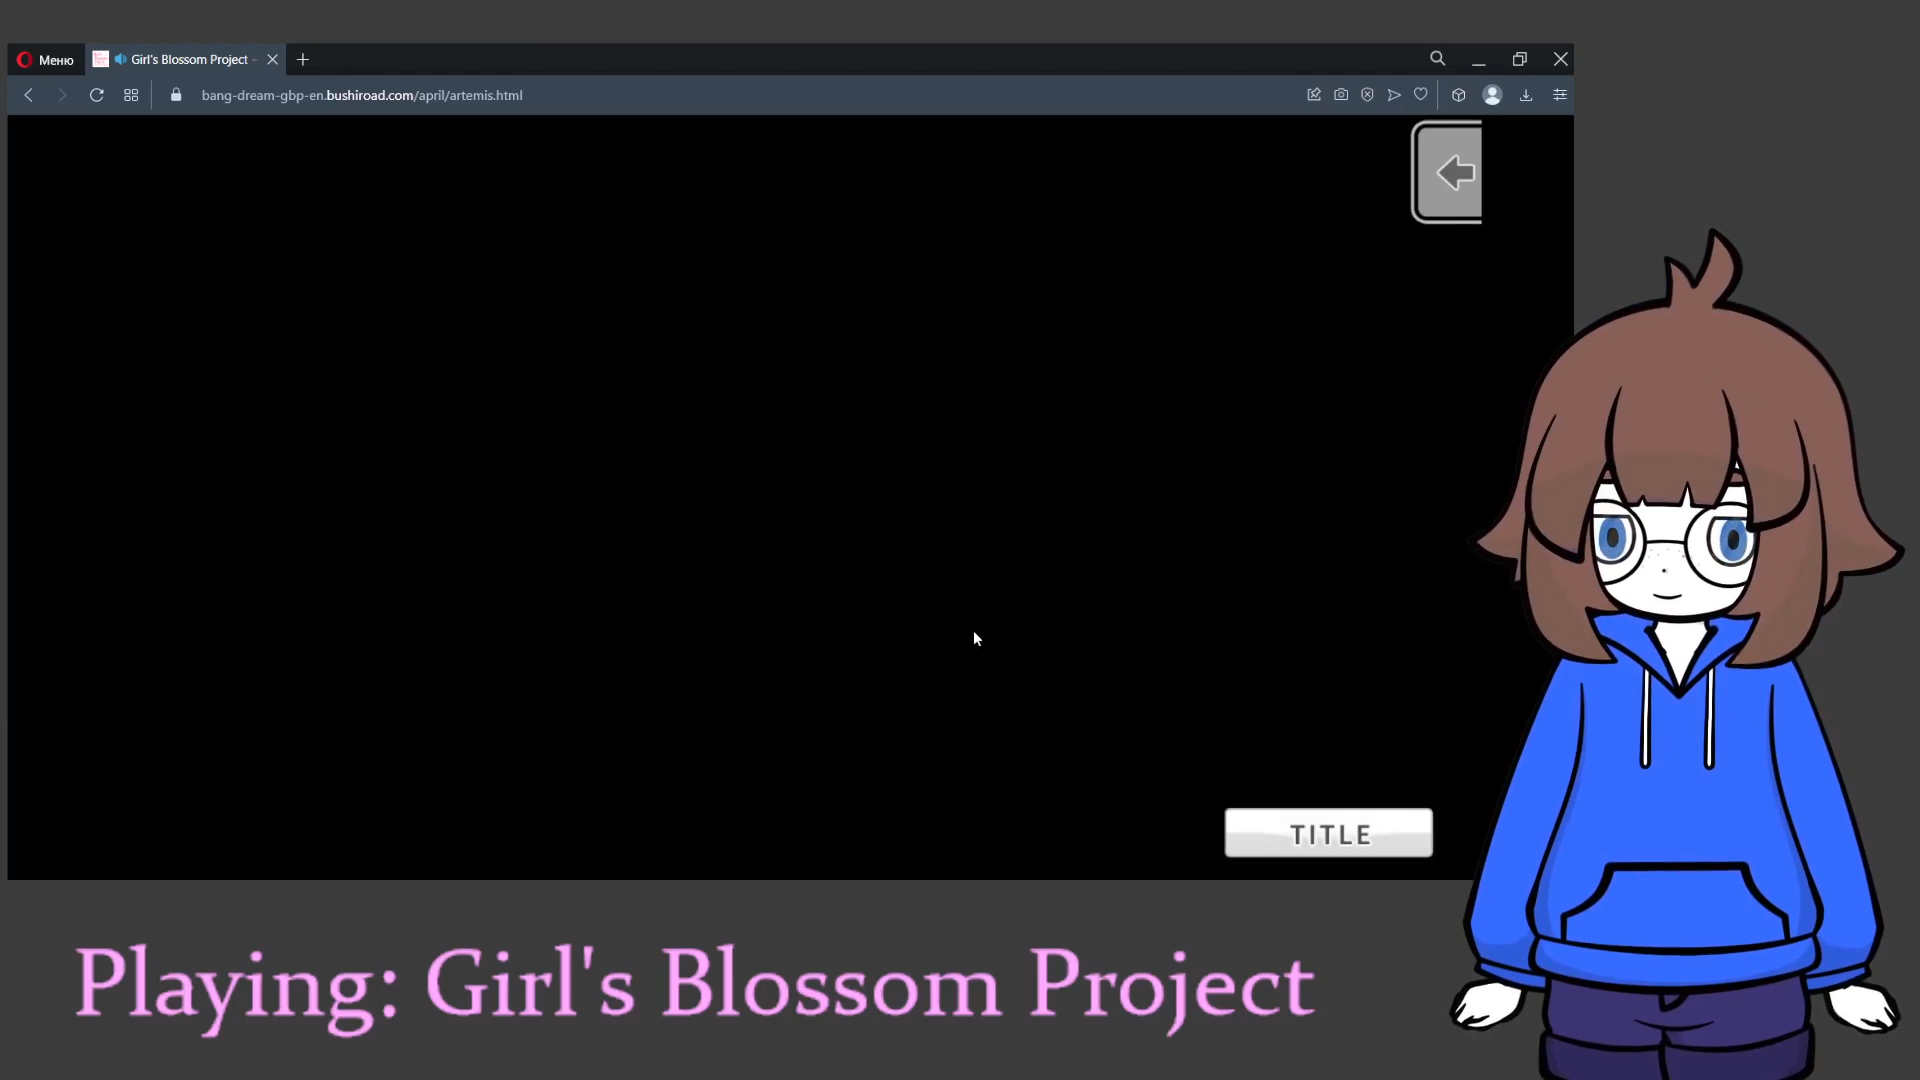 Меню
Girl's Blossom Project -
bang-dream-gbp-en.bushiroad.com/april/artemis.html
TITLE
Playing: Girl's Blossom Project